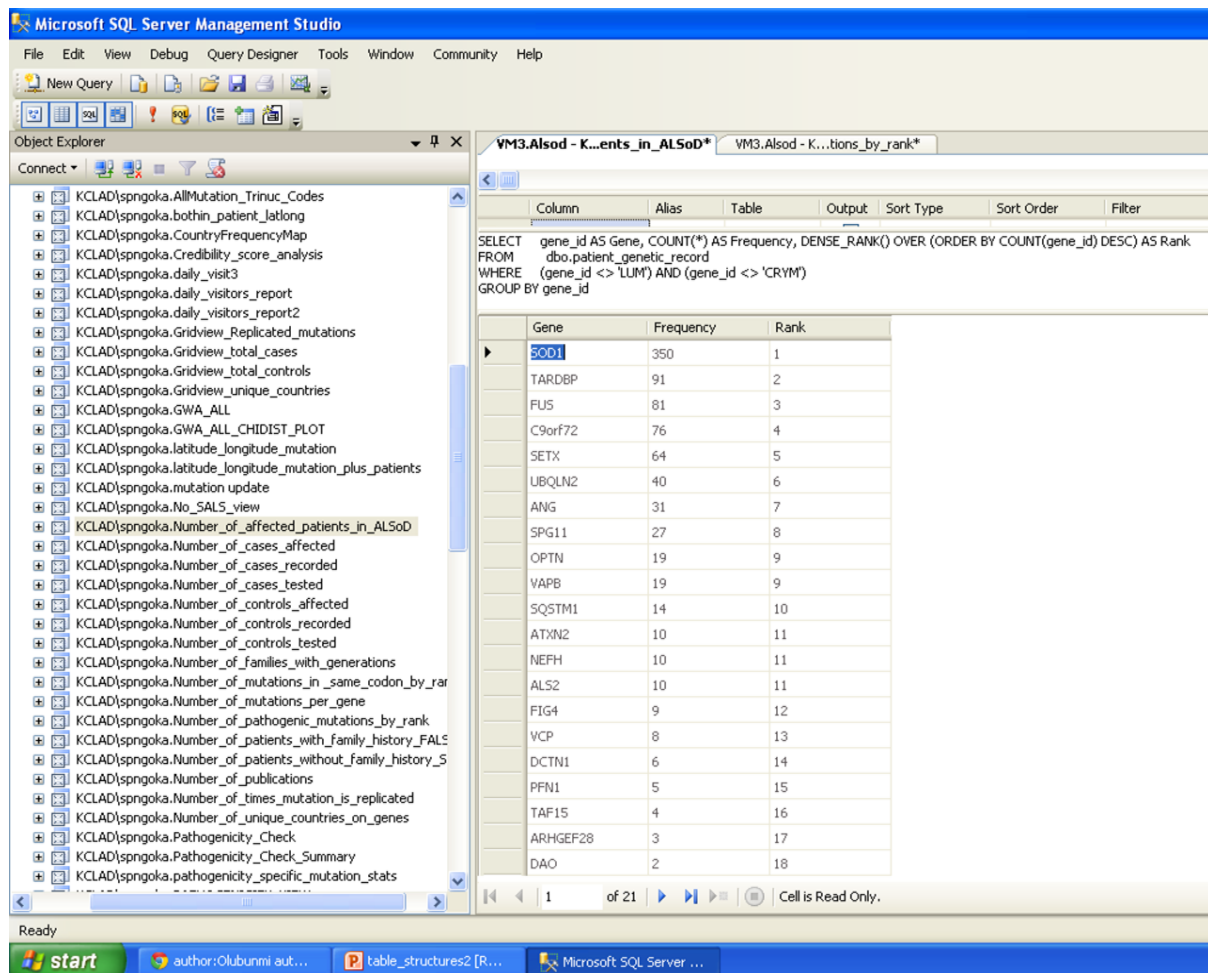 Microsoft SQL Server Management Studio
File Edit View Debug Query Designer Tools Window Community Help
New Query
Object Explorer
Connect
KCLAD\spngoka.AllMutation_Trinuc_Codes
KCLAD\spngoka.bothin_patient_latlong
KCLAD\spngoka.CountryFrequencyMap
KCLAD\spngoka.Credibility_score_analysis
KCLAD\spngoka.daily_visit3
KCLAD\spngoka.daily_visitors_report
KCLAD\spngoka.daily_visitors_report2
KCLAD\spngoka.Gridview_Replicated_mutations
KCLAD\spngoka.Gridview_total_cases
KCLAD\spngoka.Gridview_total_controls
KCLAD\spngoka.Gridview_unique_countries
KCLAD\spngoka.GWA_ALL
KCLAD\spngoka.GWA_ALL_CHIDIST_PLOT
KCLAD\spngoka.latitude_longitude_mutation
KCLAD\spngoka.latitude_longitude_mutation_plus_patients
KCLAD\spngoka.mutation update
KCLAD\spngoka.No_SALS_view
KCLAD\spngoka.Number_of_affected_patients_in_ALSoD
KCLAD\spngoka.Number_of_cases_affected
KCLAD\spngoka.Number_of_cases_recorded
KCLAD\spngoka.Number_of_cases_tested
KCLAD\spngoka.Number_of_controls_affected
KCLAD\spngoka.Number_of_controls_recorded
KCLAD\spngoka.Number_of_controls_tested
KCLAD\spngoka.Number_of_families_with_generations
KCLAD\spngoka.Number_of_mutations_in _same_codon_by_rar
KCLAD\spngoka.Number_of_mutations_per_gene
KCLAD\spngoka.Number_of_pathogenic_mutations_by_rank
KCLAD\spngoka.Number_of_patients_with_family_history_FALS
KCLAD\spngoka.Number_of_patients_without_family_history_S
KCLAD\spngoka.Number_of_publications
KCLAD\spngoka.Number_of_times_mutation_is_replicated
KCLAD\spngoka.Number_of_unique_countries_on_genes
KCLAD\spngoka.Pathogenicity_Check
KCLAD\spngoka.Pathogenicity_Check_Summary
KCLAD\spngoka.pathogenicity_specific_mutation_stats
VM3.Alsod - K...ents_in_ALSoD* VM3.Alsod - K...tions_by_rank*
Column Alias Table Output Sort Type Sort Order Filter
SELECT gene_id AS Gene, COUNT(*) AS Frequency, DENSE_RANK() OVER (ORDER BY COUNT(gene_id) DESC) AS Rank
FROM dbo.patient_genetic_record
WHERE (gene_id <> 'LUM') AND (gene_id <> 'CRYM')
GROUP BY gene_id
Gene Frequency Rank
SOD1 350 1
TARDBP 91 2
FUS 81 3
C9orf72 76 4
SETX 64 5
UBQLN2 40 6
ANG 31 7
SPG11 27 8
OPTN 19 9
VAPB 19 9
SQSTM1 14 10
ATXN2 10 11
NEFH 10 11
ALS2 10 11
FIG4 9 12
VCP 8 13
DCTN1 6 14
PFN1 5 15
TAF15 4 16
ARHGEF28 3 17
DAO 2 18
1 of 21 Cell is Read Only.
Ready
start author:Olubunmi aut... table_structures2 [R... Microsoft SQL Server ...